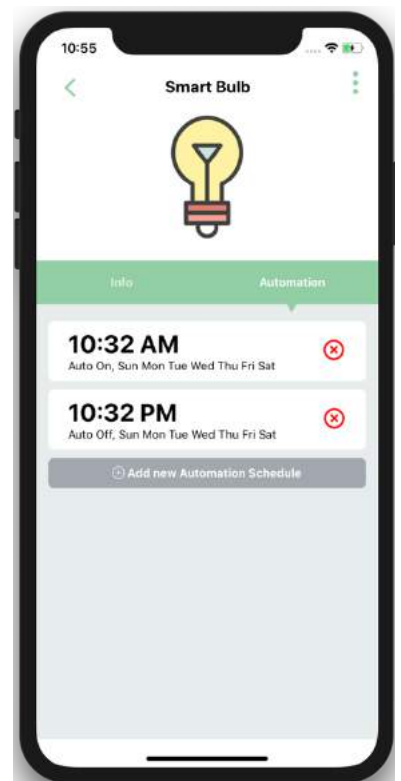 10:55
Smart Bulb
Info
Automation
10:32 AM
Auto On, Sun Mon Tue Wed Thu Fri Sat
10:32 PM
Auto Off, Sun Mon Tue Wed Thu Fri Sat
Add new Automation Schedule